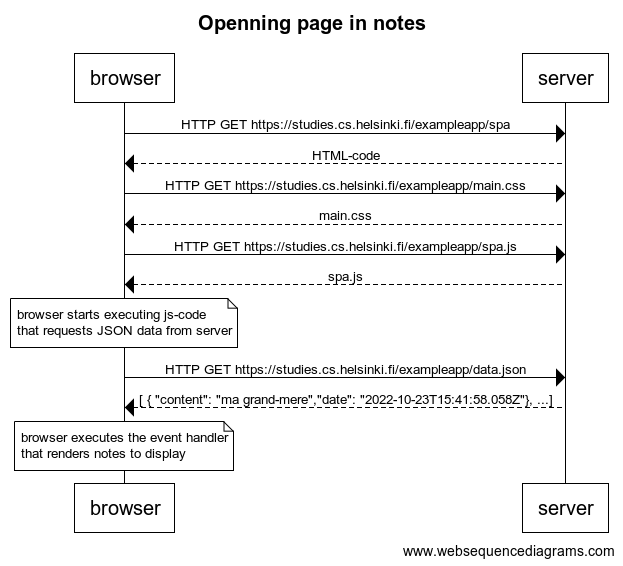 Openning page in notes
browser
server
HTTP GET https://studies.cs.helsinki.fi/exampleapp/spa
HTML-code
HTTP GET https://studies.cs.helsinki.fi/exampleapp/main.css
main.css
HTTP GET https://studies.cs.helsinki.fi/exampleapp/spa.js
spa.js
browser starts executing js-code
that requests JSON data from server
HTTP GET https://studies.cs.helsinki.fi/exampleapp/data.json
[ { "content": "ma grand-mere","date": "2022-10-23T15:41:58.058Z"}, ...]
browser executes the event handler
that renders notes to display
browser
server
www.websequencediagrams.com